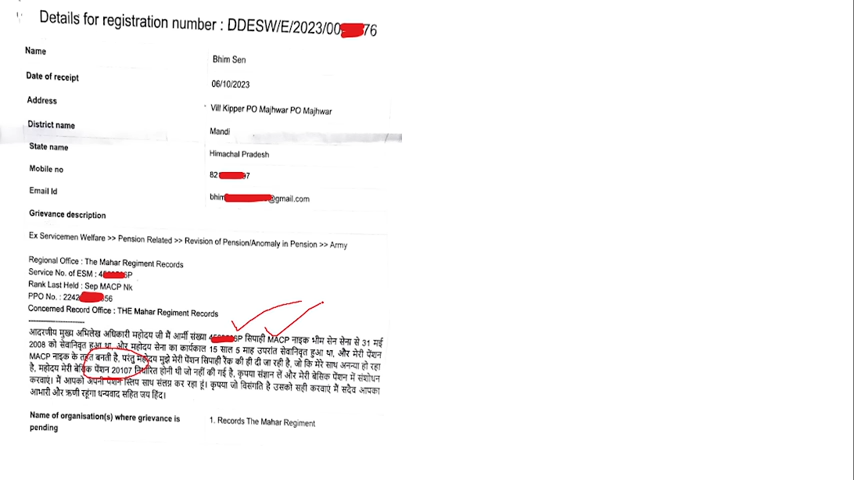 Details for registration number : DDESW/E/2023/00 76
Name
Bhim Sen
Date of receipt
06/10/2023
Address
Vill Kipper PO Majhwar PO Majhwar
District name
Mandi
State name
Himachal Pradesh
Mobile no
82 7
Email Id
bhim @gmail.com
Grievance description
Ex Servicemen Welfare >> Pension Related >> Revision of Pension/Anomaly in Pension >> Army
Regional Office : The Mahar Regiment Records
Service No. of ESM : 4 6P
Rank Last Held : Sep MACP Nk
PPO No. : 2242 56
Concerned Record Office : THE Mahar Regiment Records
आदरणीय मुख्य अभिलेख अधिकारी महोदय जी मैं आर्मी संख्या 4 6P सिपाही MACP नाइक भीम सेन सेना से 31 मई
2008 को सेवानिवृत हुआ था, और महोदय सेना का कार्यकाल 15 साल 5 माह उपरांत सेवानिवृत हुआ था, और मेरी पेंशन
MACP नाइक के तहत बनती है, परंतु महोदय मुझे मेरी पेंशन सिपाही रैंक की ही दी जा रही है, जो कि मेरे साथ अनन्या हो रहा
है, महोदय मेरी बेसिक पेंशन 20107 निर्धारित होनी थी जो नहीं की गई है, कृपया संज्ञान लें और मेरी बेसिक पेंशन में संशोधन
करवाएं। मैं आपको अपनी पेंशन स्लिप साथ संलग्न कर रहा हूं। कृपया जो विसंगति है उसको सही करवाएं मैं सदैव आपका
आभारी और ऋणी रहूंगा धन्यवाद सहित जय हिंद।
Name of organisation(s) where grievance is
pending
1. Records The Mahar Regiment